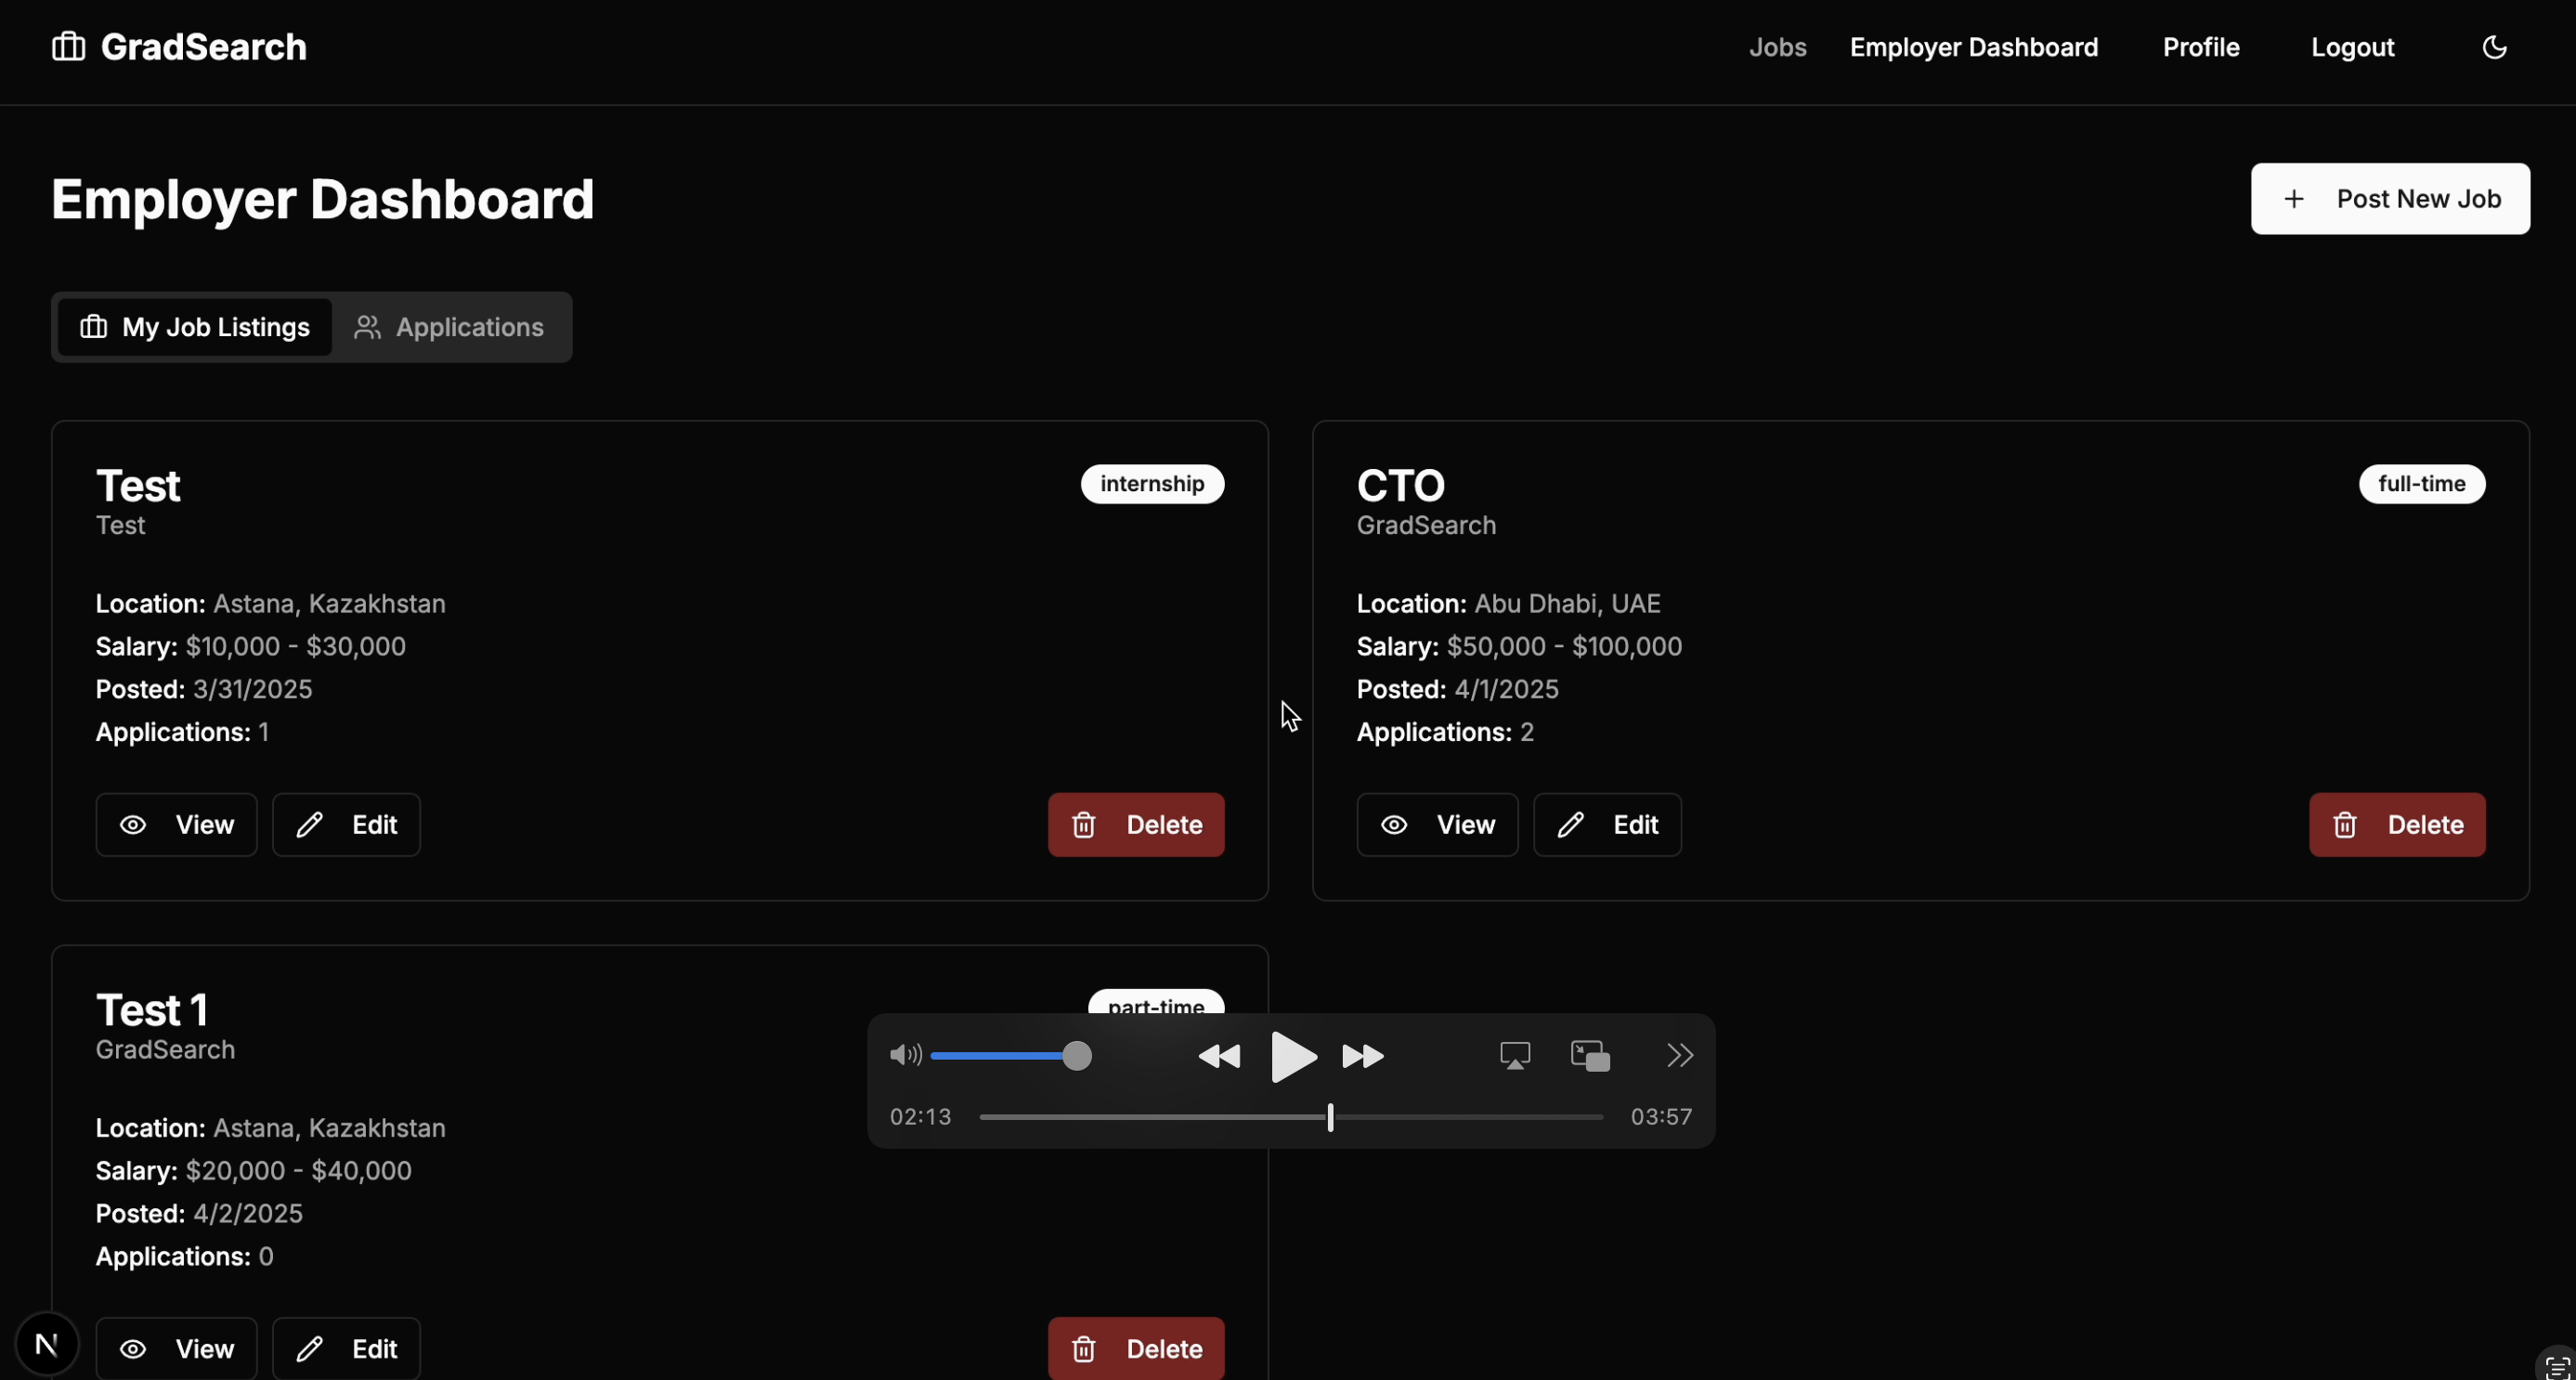 GradSearch
Jobs Employer Dashboard Profile Logout
Employer Dashboard
+ Post New Job
My Job Listings Applications
Test
internship
Test
Location: Astana, Kazakhstan
Salary: $10,000 - $30,000
Posted: 3/31/2025
Applications: 1
View Edit Delete
CTO
full-time
GradSearch
Location: Abu Dhabi, UAE
Salary: $50,000 - $100,000
Posted: 4/1/2025
Applications: 2
View Edit Delete
Test 1
part-time
GradSearch
Location: Astana, Kazakhstan
Salary: $20,000 - $40,000
Posted: 4/2/2025
Applications: 0
View Edit Delete
02:13 03:57
N